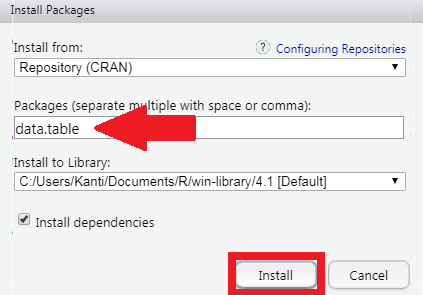 Install Packages
Install from:
Configuring Repositories
Repository (CRAN)
Packages (separate multiple with space or comma):
data.table
Install to Library:
C:/Users/Kanti/Documents/R/win-library/4.1 [Default]
Install dependencies
Install
Cancel